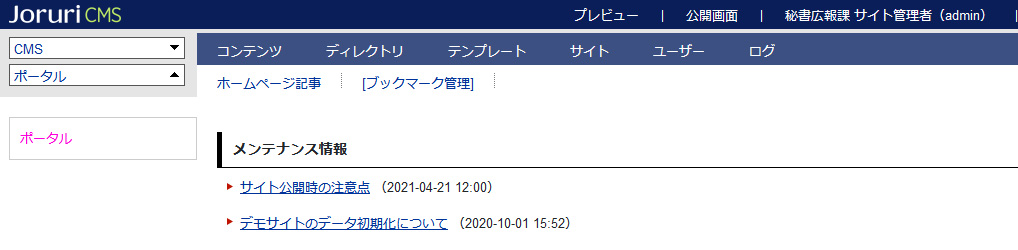 Joruri CMS プレビュー | 公開画面 | 秘書広報課 サイト管理者（admin） |
CMS
コンテンツ ディレクトリ テンプレート サイト ユーザー ログ
ポータル
ホームページ記事 [ブックマーク管理]
ポータル
メンテナンス情報
サイト公開時の注意点 （2021-04-21 12:00）
デモサイトのデータ初期化について （2020-10-01 15:52）